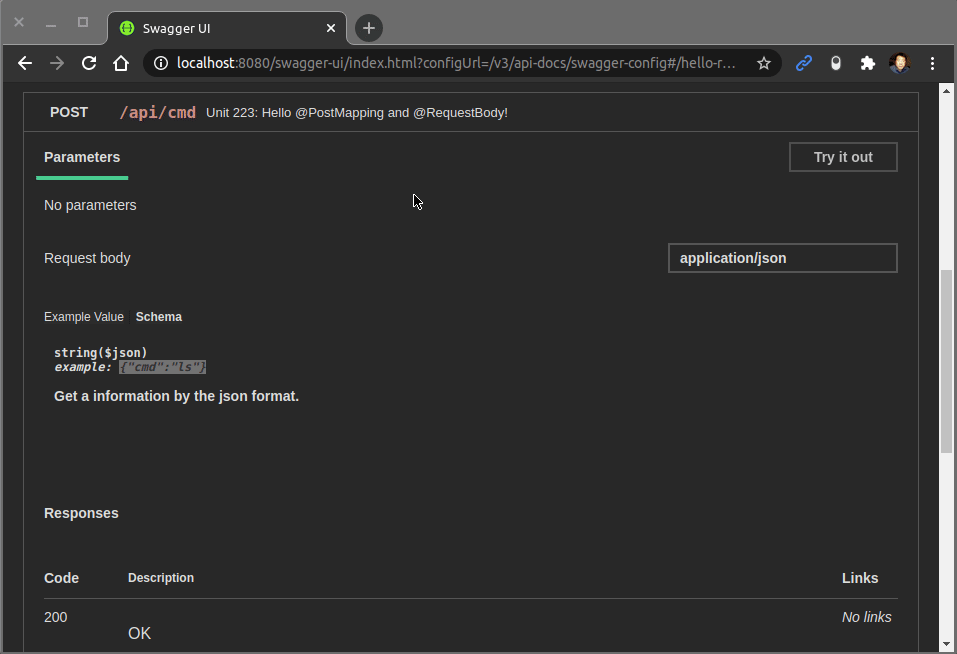 Swagger UI
localhost:8080/swagger-ui/index.html?configUrl=/v3/api-docs/swagger-config#/hello-r...
POST /api/cmd Unit 223: Hello @PostMapping and @RequestBody!
Parameters Try it out
No parameters
Request body application/json
Example Value Schema
string($json)
example: {"cmd":"ls"}
Get a information by the json format.
Responses
Code Description Links
200 No links
OK